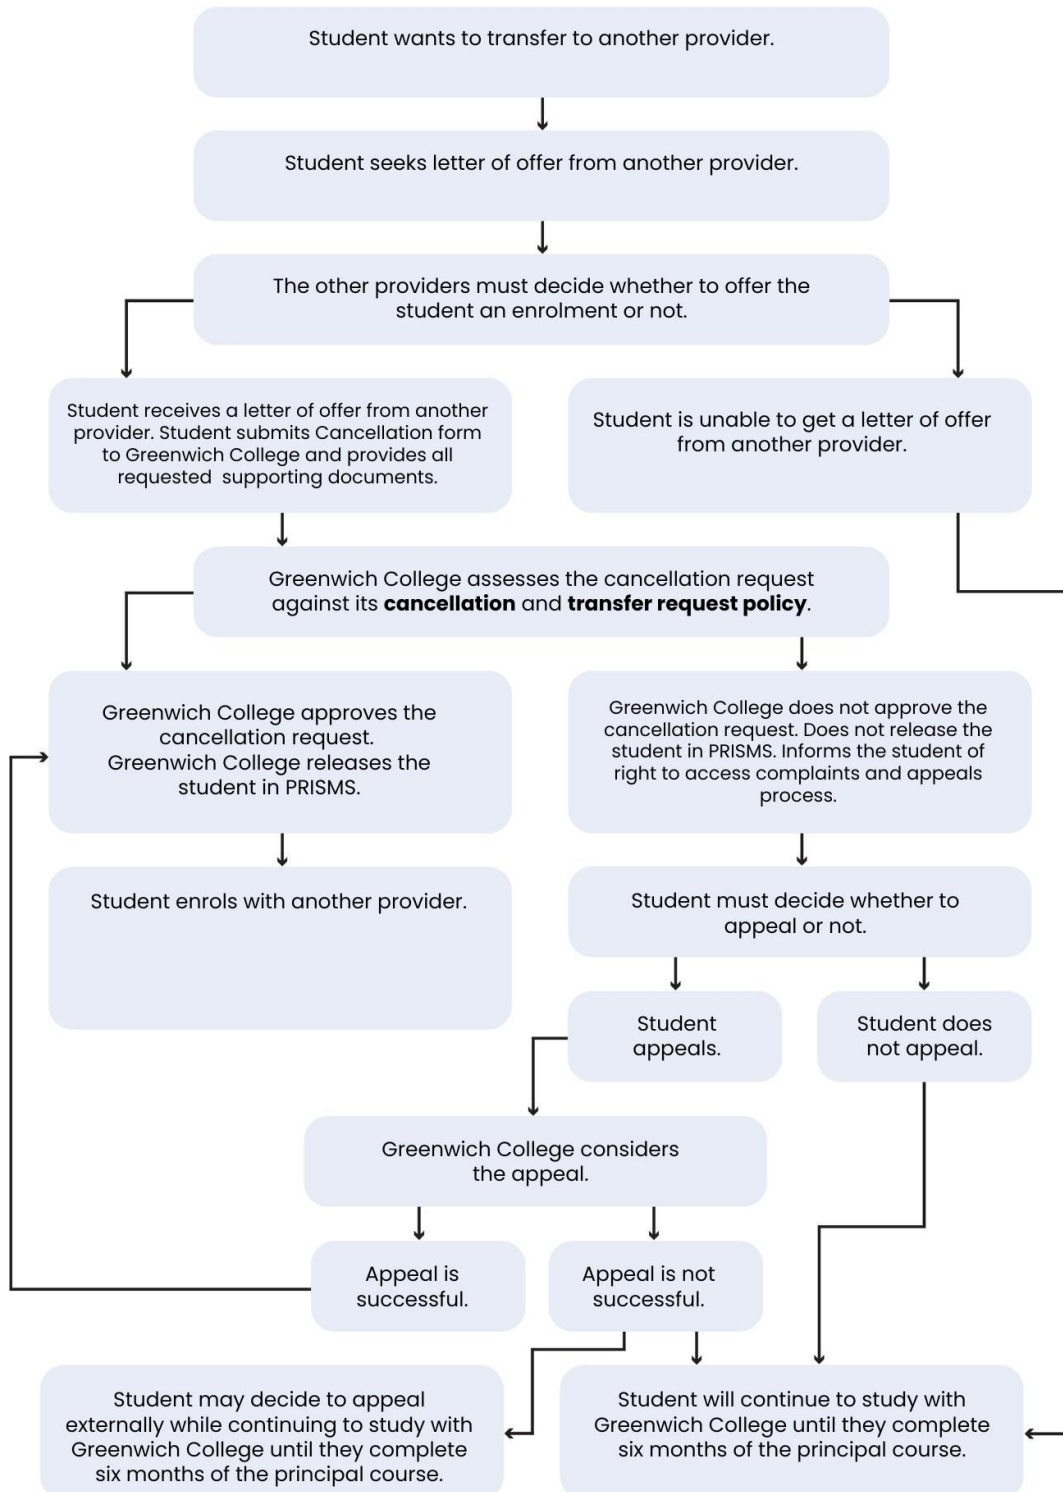 Student wants to transfer to another provider.
Student seeks letter of offer from another provider.
The other providers must decide whether to offer the
student an enrolment or not.
Student receives a letter of offer from another
provider. Student submits Cancellation form
to Greenwich College and provides all
requested supporting documents.
Student is unable to get a letter of offer
from another provider.
Greenwich College assesses the cancellation request
against its cancellation and transfer request policy.
Greenwich College approves the
cancellation request.
Greenwich College releases the
student in PRISMS.
Greenwich College does not approve the
cancellation request. Does not release the
student in PRISMS. Informs the student of
right to access complaints and appeals
process.
Student enrols with another provider.
Student must decide whether to
appeal or not.
Student
appeals.
Student does
not appeal.
Greenwich College considers
the appeal.
Appeal is
successful.
Appeal is not
successful.
Student may decide to appeal
externally while continuing to study with
Greenwich College until they complete
six months of the principal course.
Student will continue to study with
Greenwich College until they complete
six months of the principal course.